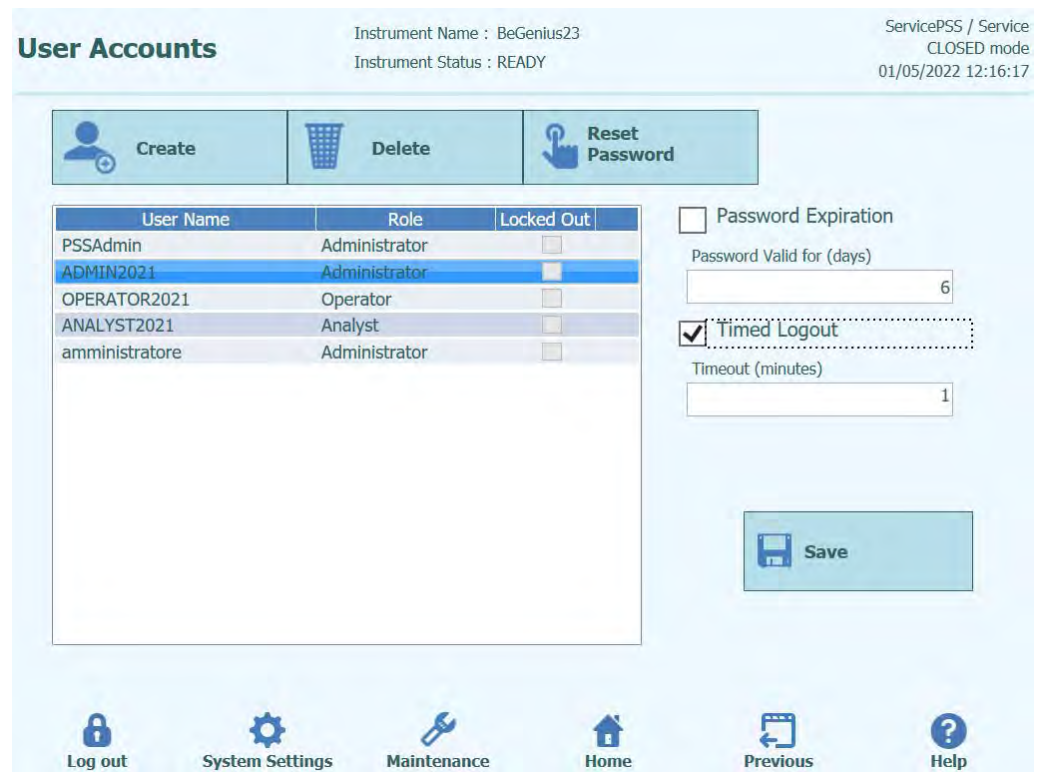 User Accounts
Instrument Name : BeGenius23
Instrument Status : READY
ServicePSS / Service
CLOSED mode
01/05/2022 12:16:17
Create
Delete
Reset
Password
User Name Role Locked Out
PSSAdmin Administrator
ADMIN2021 Administrator
OPERATOR2021 Operator
ANALYST2021 Analyst
amministratore Administrator
Password Expiration
Password Valid for (days)
6
Timed Logout
Timeout (minutes)
1
Save
Log out
System Settings
Maintenance
Home
Previous
Help